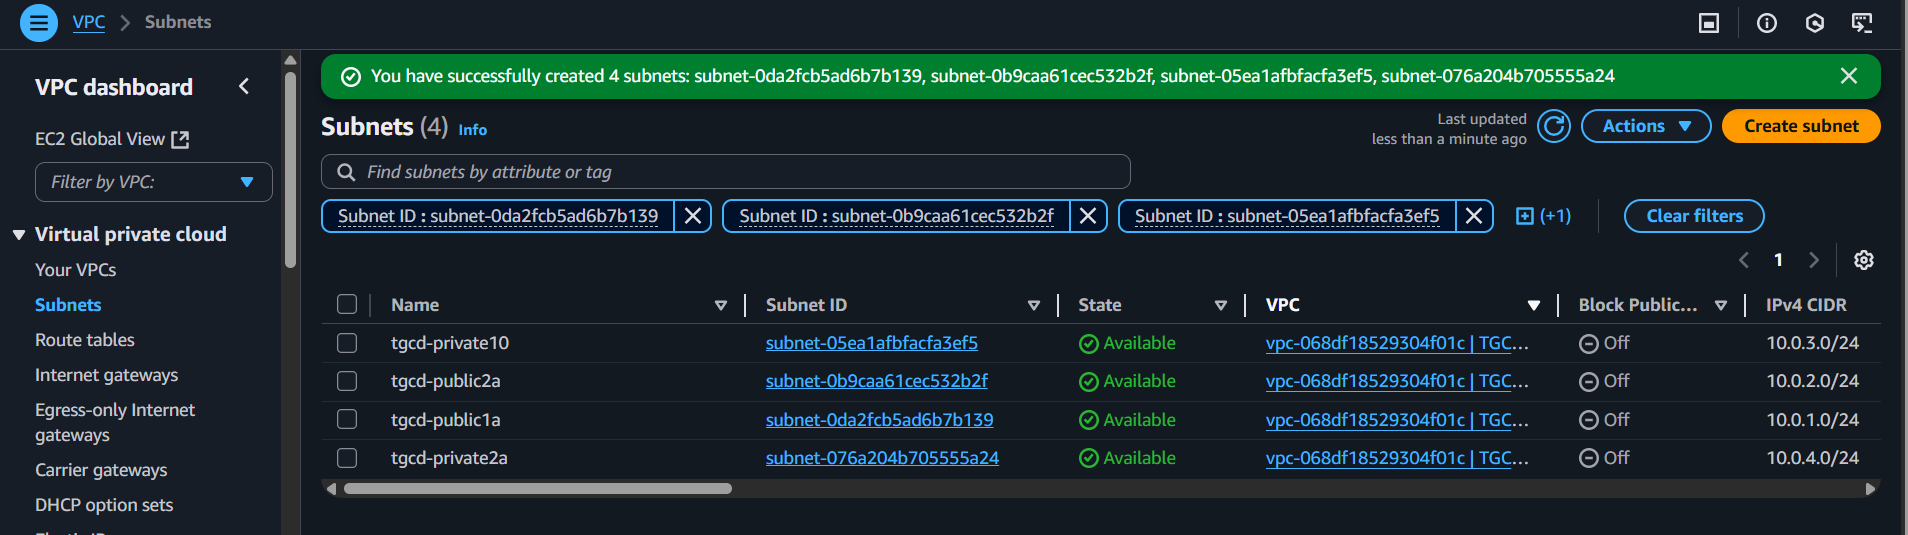 VPC > Subnets
VPC dashboard
EC2 Global View
Filter by VPC:
Virtual private cloud
Your VPCs
Subnets
Route tables
Internet gateways
Egress-only Internet
gateways
Carrier gateways
DHCP option sets
You have successfully created 4 subnets: subnet-0da2fcb5ad6b7b139, subnet-0b9caa61cec532b2f, subnet-05ea1afbfacfa3ef5, subnet-076a204b705555a24
Subnets (4) Info
Last updated
less than a minute ago
Actions
Create subnet
Find subnets by attribute or tag
Subnet ID : subnet-0da2fcb5ad6b7b139 Subnet ID : subnet-0b9caa61cec532b2f Subnet ID : subnet-05ea1afbfacfa3ef5 (+1) Clear filters
1
Name Subnet ID State VPC Block Public... IPv4 CIDR
tgcd-private10 subnet-05ea1afbfacfa3ef5 Available vpc-068df18529304f01c | TGC... Off 10.0.3.0/24
tgcd-public2a subnet-0b9caa61cec532b2f Available vpc-068df18529304f01c | TGC... Off 10.0.2.0/24
tgcd-public1a subnet-0da2fcb5ad6b7b139 Available vpc-068df18529304f01c | TGC... Off 10.0.1.0/24
tgcd-private2a subnet-076a204b705555a24 Available vpc-068df18529304f01c | TGC... Off 10.0.4.0/24